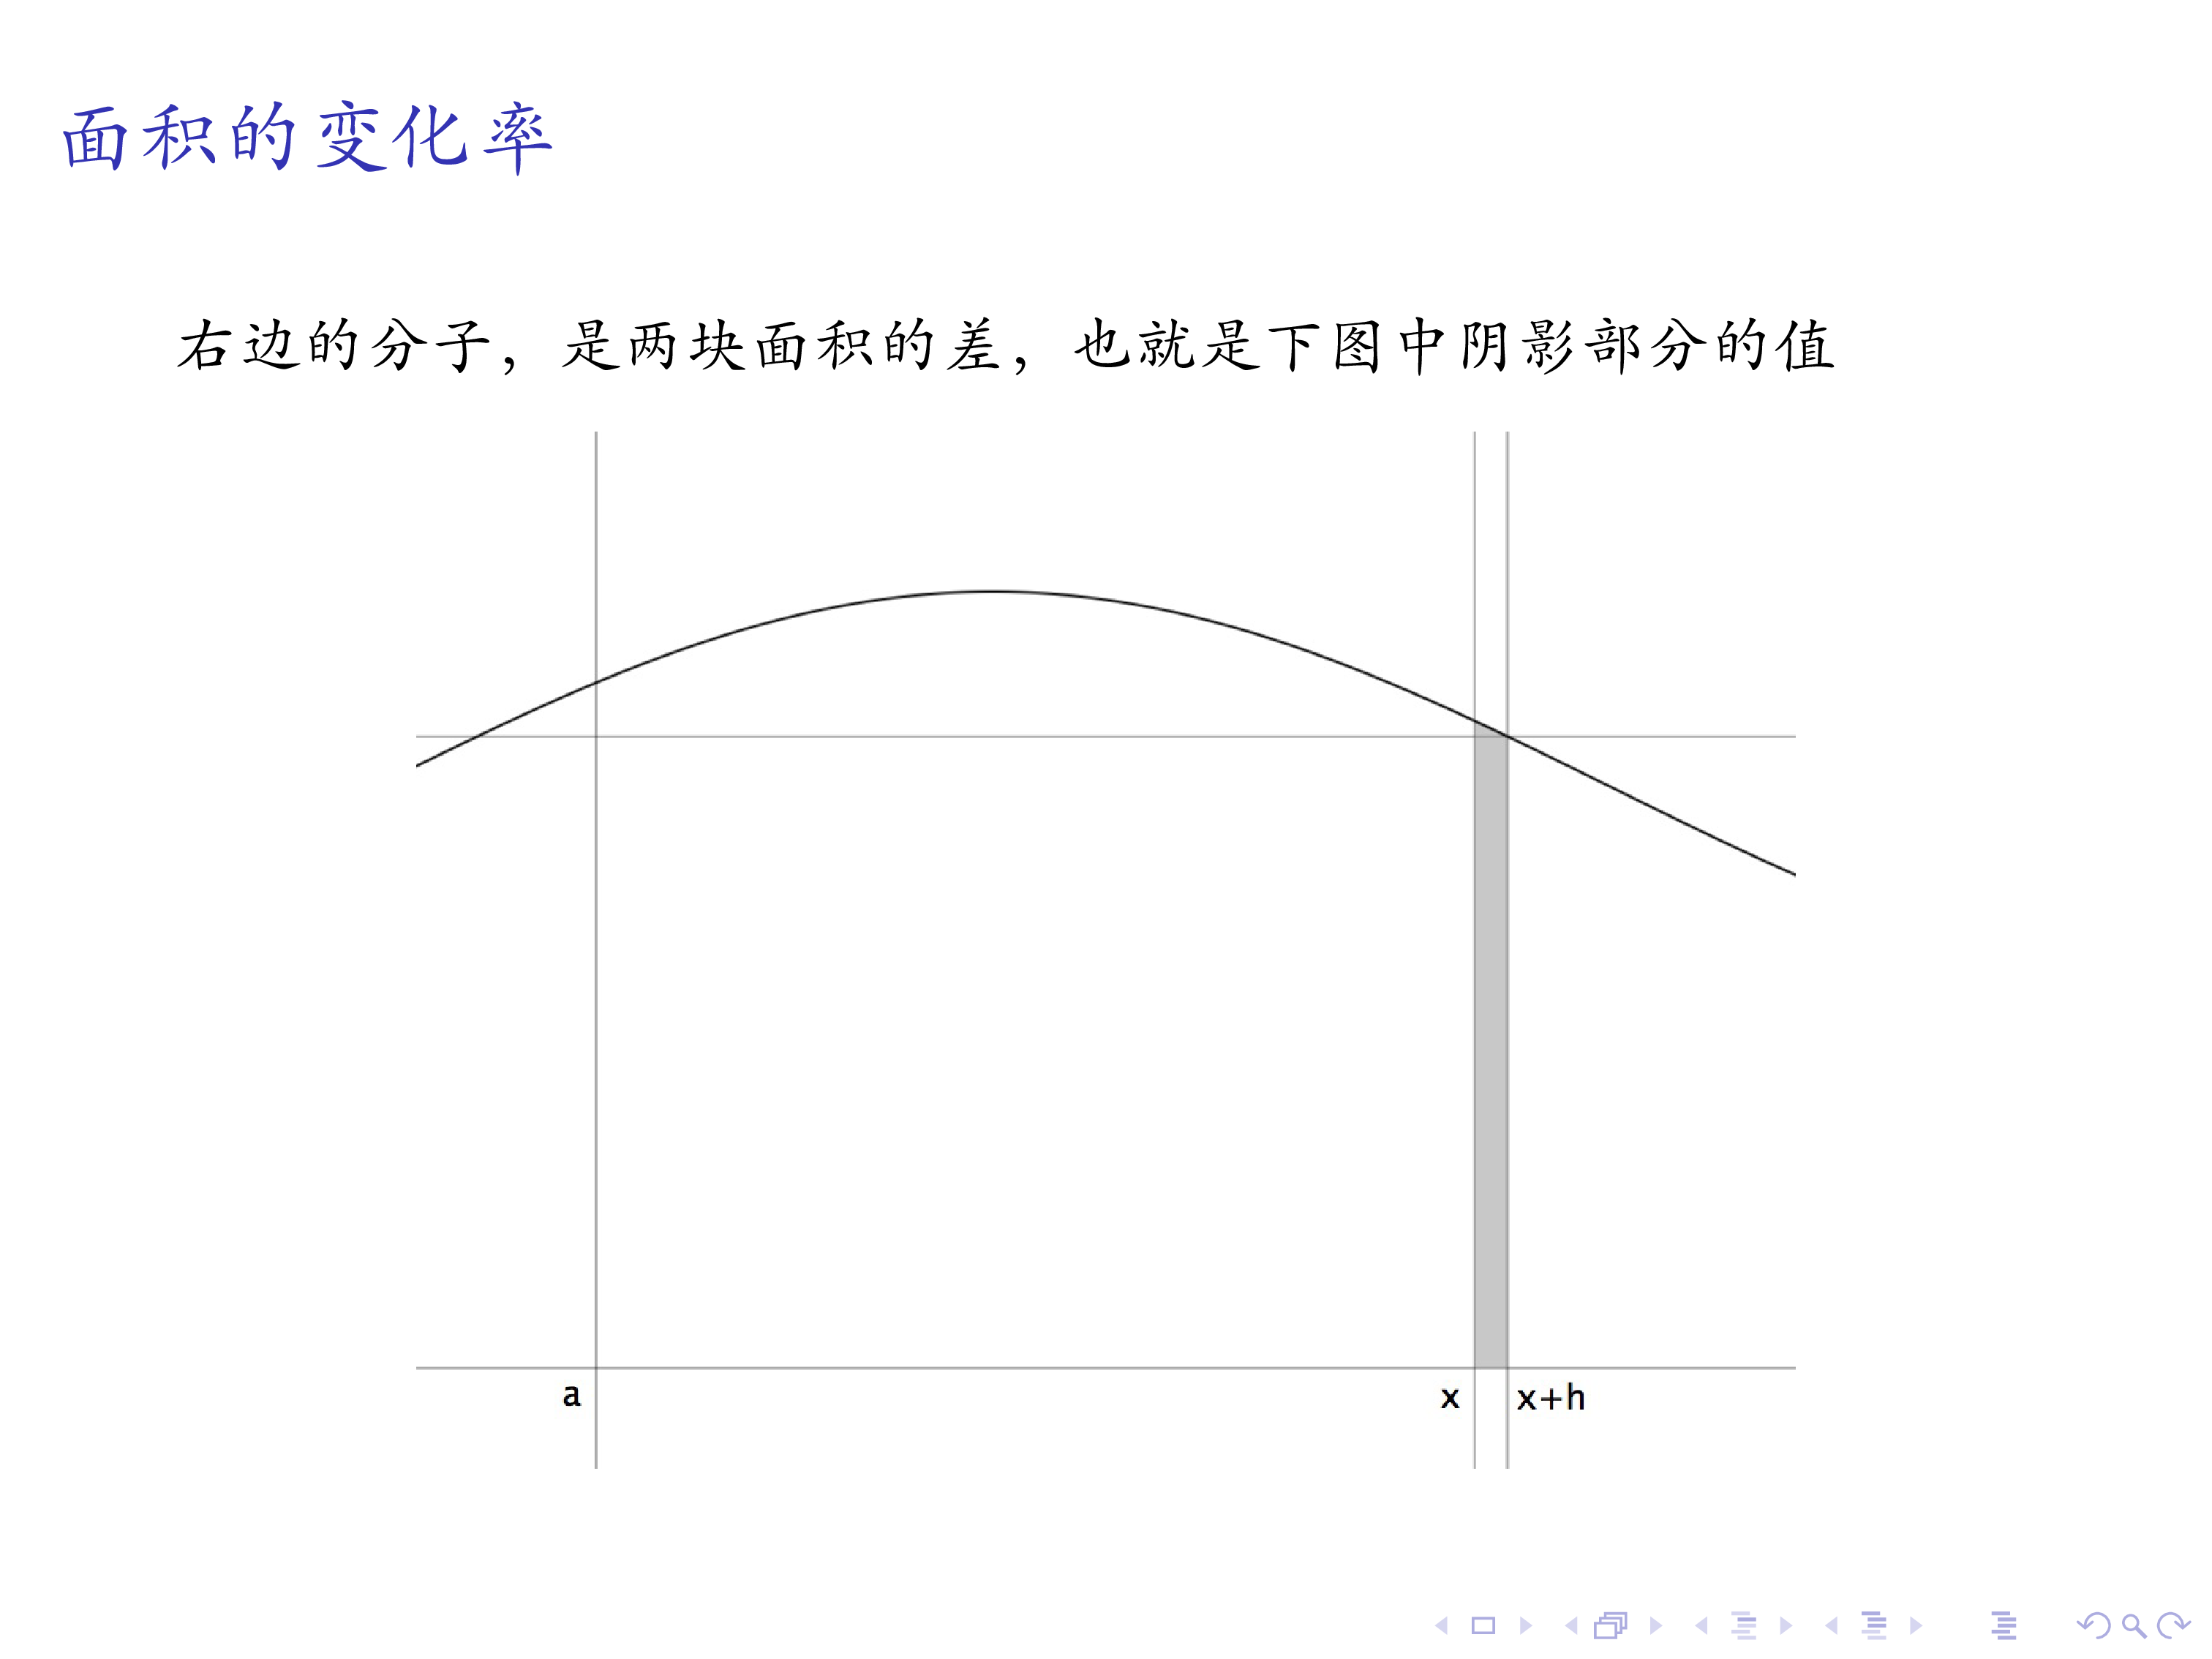 面积的变化率
右边的分子，是两块面积的差，也就是下图中阴影部分的值
a
x
x+h